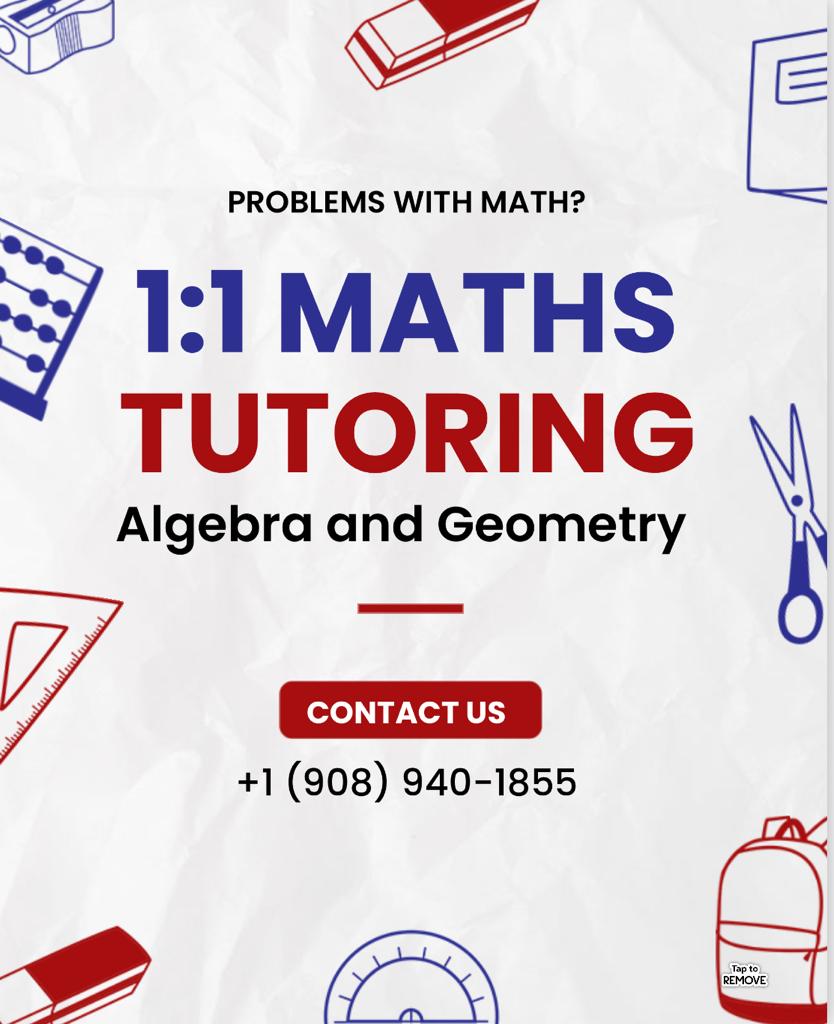 PROBLEMS WITH MATH?
1:1 MATHS
TUTORING
Algebra and Geometry
CONTACT US
+1 (908) 940-1855
Tap to
REMOVE